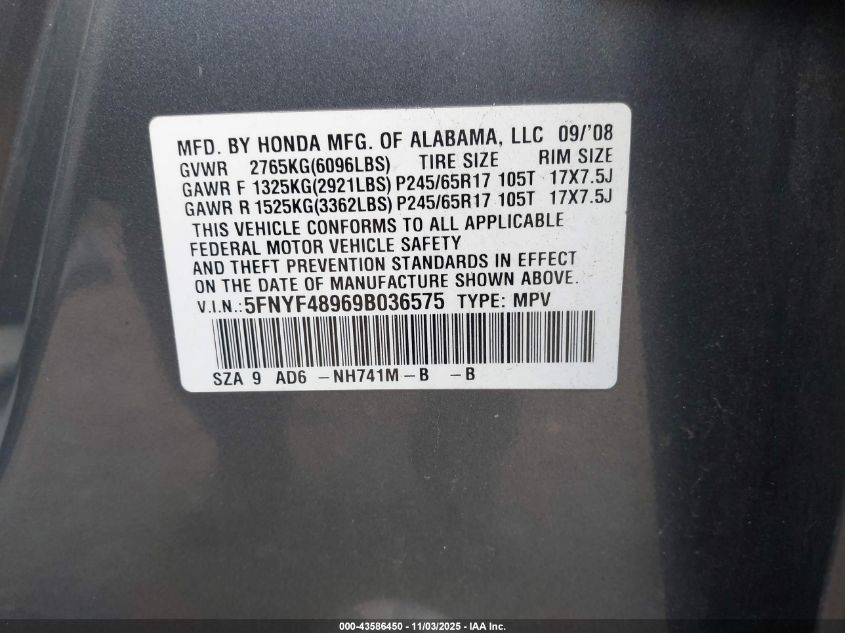 MFD. BY HONDA MFG. OF ALABAMA, LLC 09/'08
GVWR 2765KG(6096LBS) TIRE SIZE RIM SIZE
GAWR F 1325KG(2921LBS) P245/65R17 105T 17X7.5J
GAWR R 1525KG(3362LBS) P245/65R17 105T 17X7.5J
THIS VEHICLE CONFORMS TO ALL APPLICABLE
FEDERAL MOTOR VEHICLE SAFETY
AND THEFT PREVENTION STANDARDS IN EFFECT
ON THE DATE OF MANUFACTURE SHOWN ABOVE.
V.I.N.:5FNYF48969B036575 TYPE: MPV
SZA 9 AD6 -NH741M-B -B
000-43586450 - 11/03/2025 - IAA Inc.